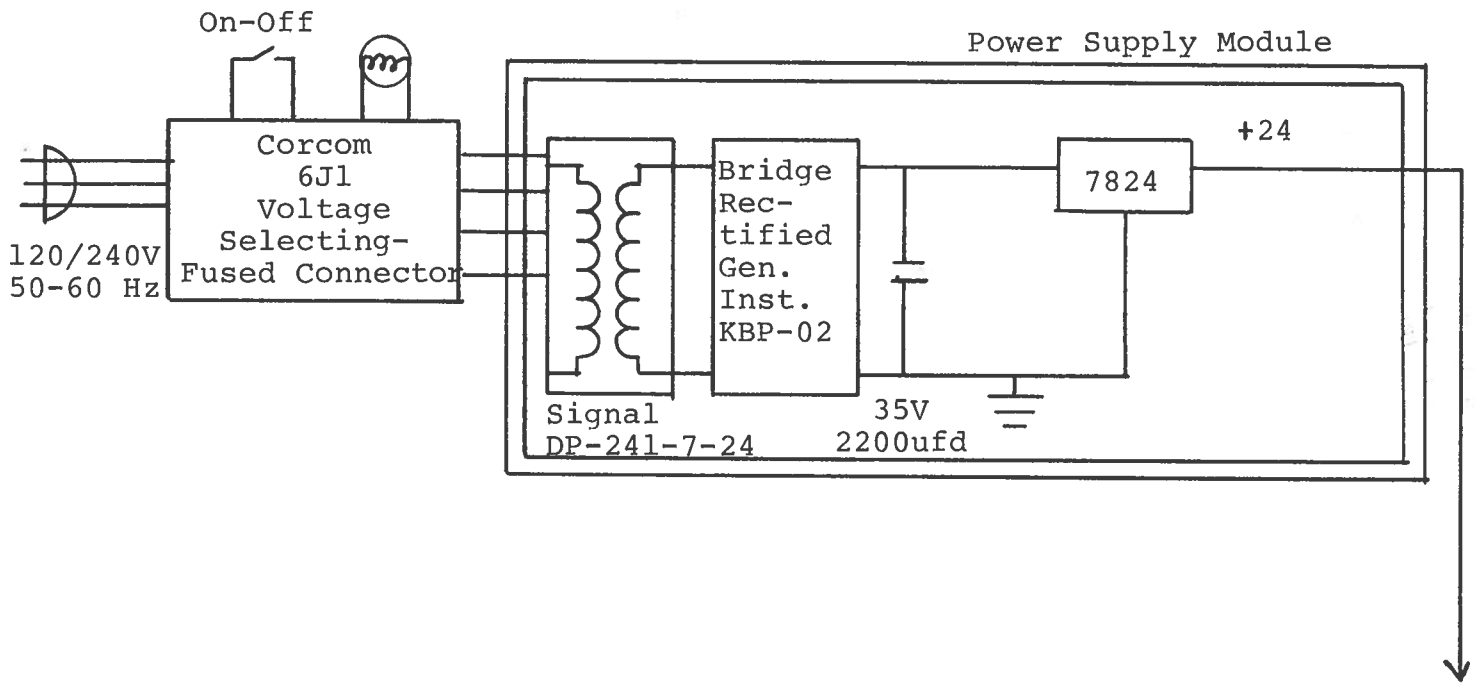 On-Off
Power Supply Module
Corcom
6J1
Voltage
Selecting-
Fused Connector
120/240V
50-60 Hz
Signal
DP-241-7-24
Bridge
Rec-
tified
Gen.
Inst.
KBP-02
35V
2200ufd
7824
+24